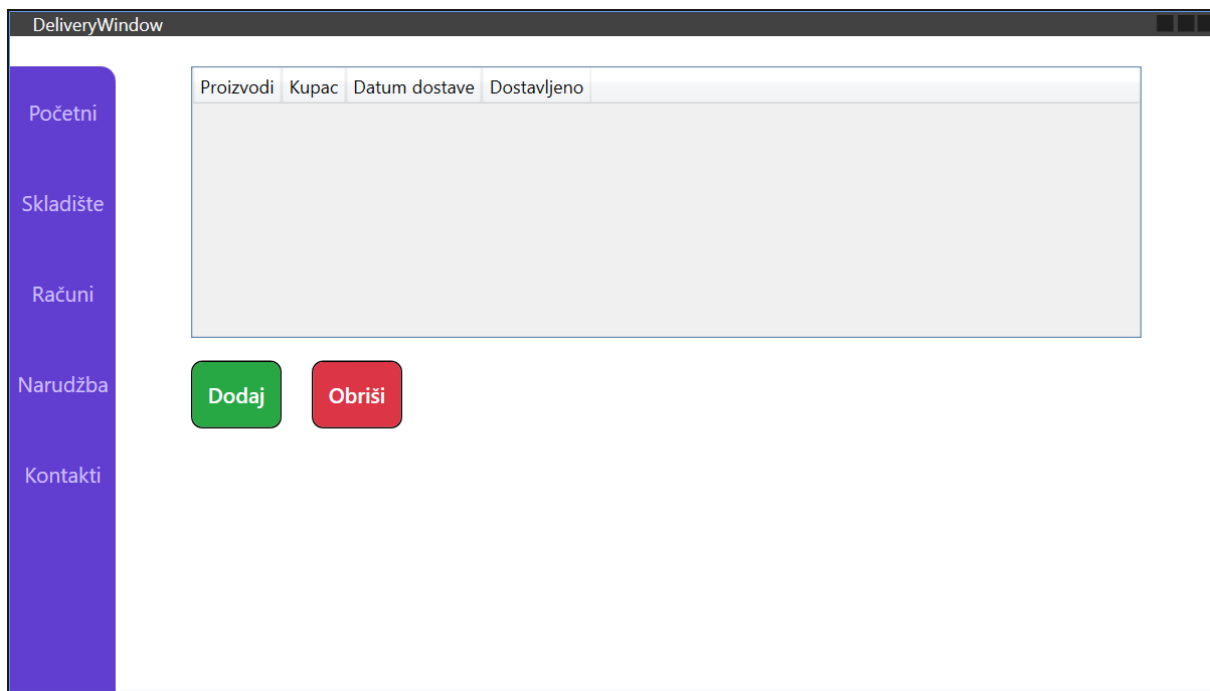 DeliveryWindow
Početni
Skladište
Računi
Narudžba
Kontakti
Proizvodi Kupac Datum dostave Dostavljeno
Dodaj Obriši